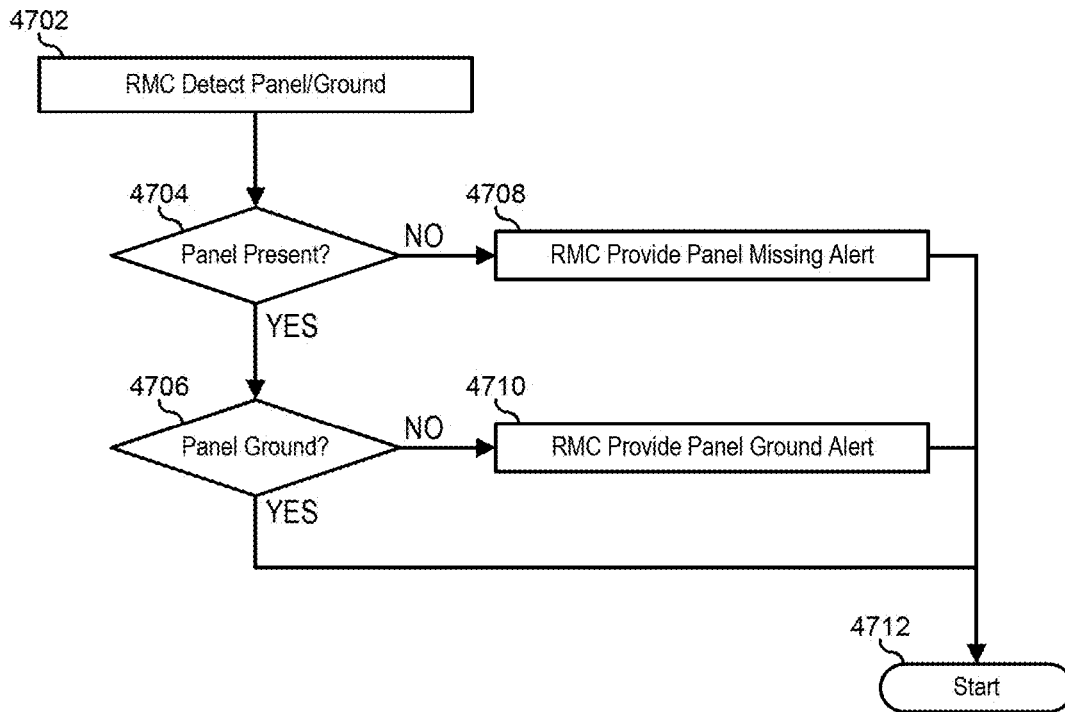 4702
RMC Detect Panel/Ground
4704
Panel Present?
NO
4708
RMC Provide Panel Missing Alert
YES
4706
Panel Ground?
NO
4710
RMC Provide Panel Ground Alert
YES
4712
Start